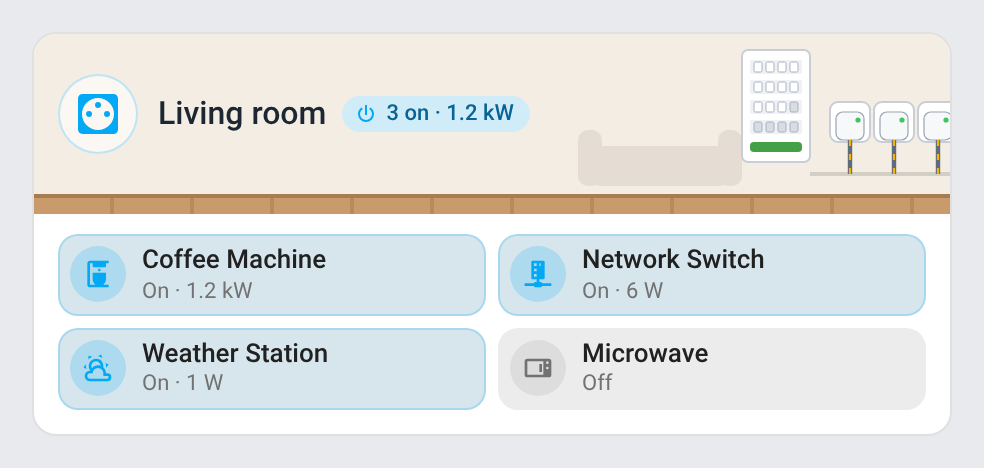 Living room
3 on · 1.2 kW
Coffee Machine
On · 1.2 kW
Network Switch
On · 6 W
Weather Station
On · 1 W
Microwave
Off